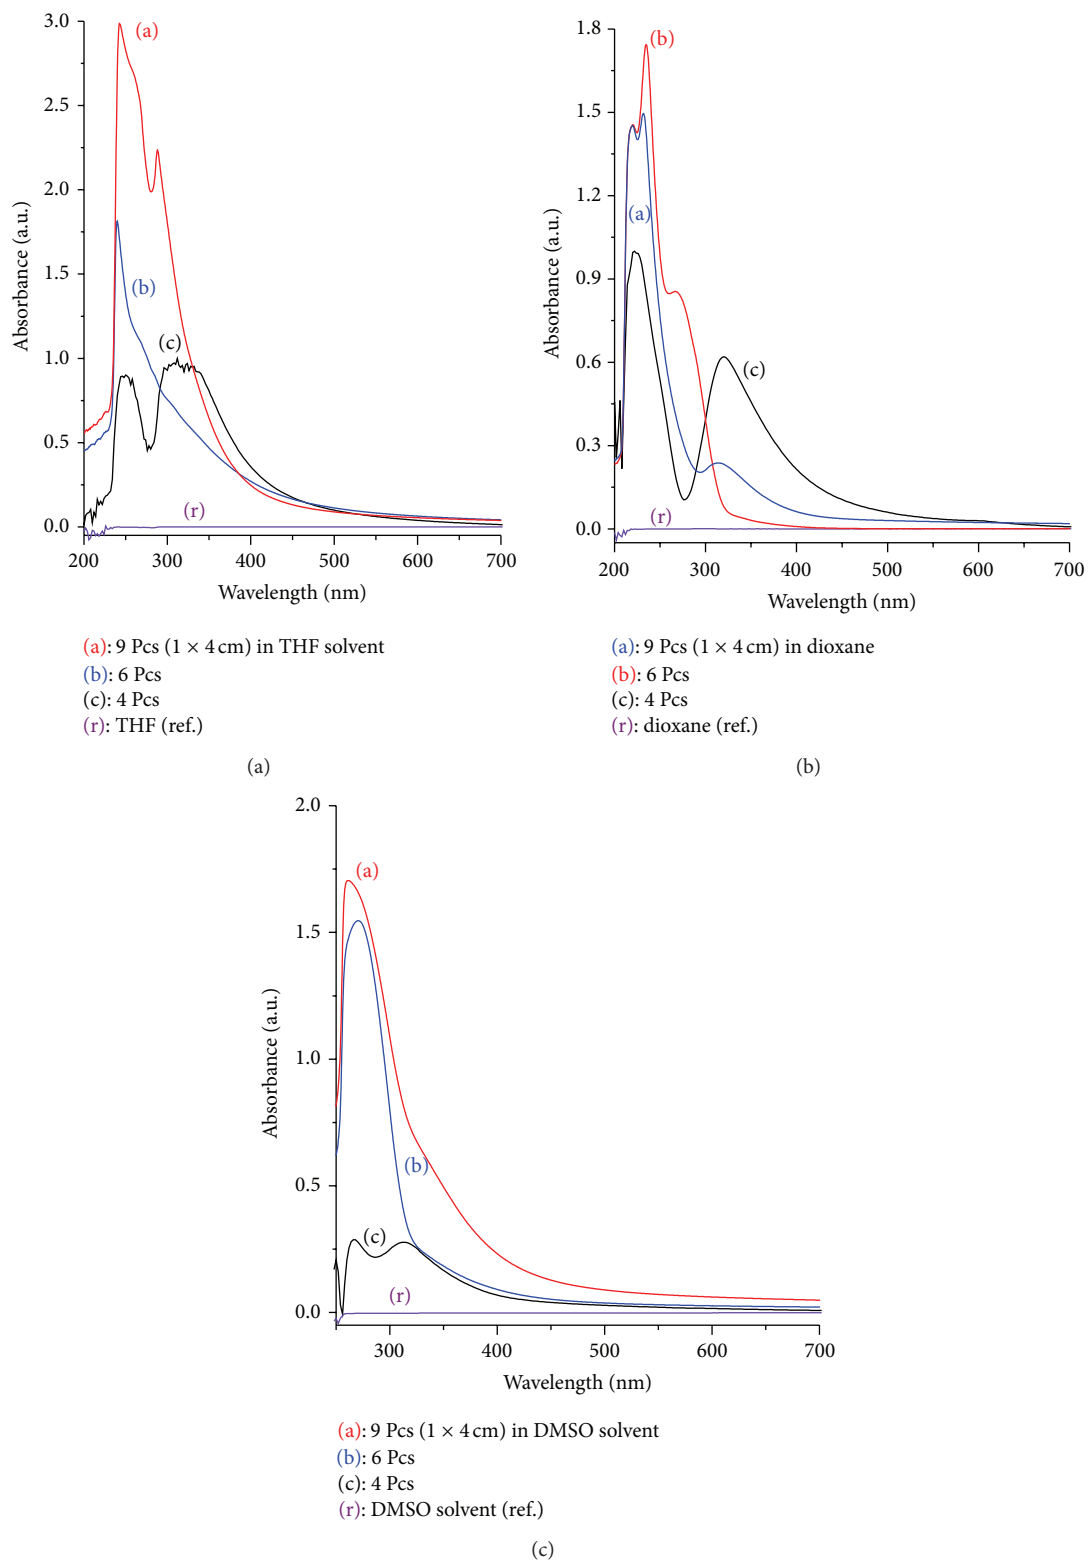 3.0
2.5
2.0
1.5
1.0
0.5
0.0
Absorbance (a.u.)
(a)
(b)
(c)
(r)
200 300 400 500 600 700
Wavelength (nm)
(a): 9 Pcs (1 × 4 cm) in THF solvent
(b): 6 Pcs
(c): 4 Pcs
(r): THF (ref.)
(a)
1.8
1.5
1.2
0.9
0.6
0.3
0.0
Absorbance (a.u.)
(b)
(a)
(c)
(r)
200 300 400 500 600 700
Wavelength (nm)
(a): 9 Pcs (1 × 4 cm) in dioxane
(b): 6 Pcs
(c): 4 Pcs
(r): dioxane (ref.)
(b)
2.0
1.5
1.0
0.5
0.0
Absorbance (a.u.)
(a)
(b)
(c)
(r)
300 400 500 600 700
Wavelength (nm)
(a): 9 Pcs (1 × 4 cm) in DMSO solvent
(b): 6 Pcs
(c): 4 Pcs
(r): DMSO solvent (ref.)
(c)